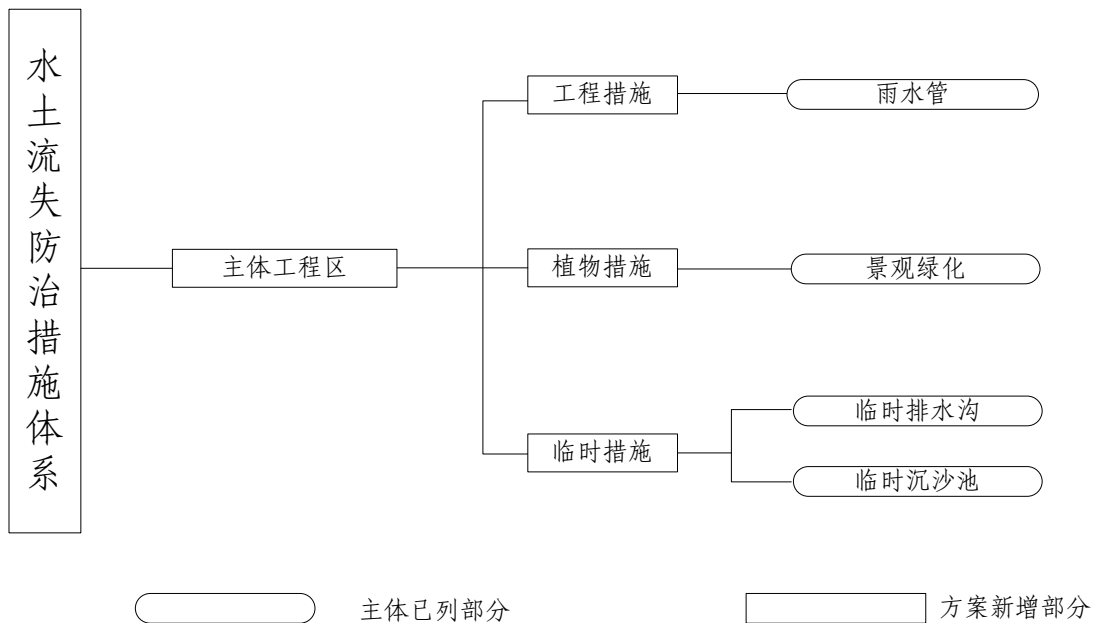 水土流失防治措施体系
主体工程区
工程措施
雨水管
植物措施
景观绿化
临时措施
临时排水沟
临时沉沙池
主体已列部分
方案新增部分